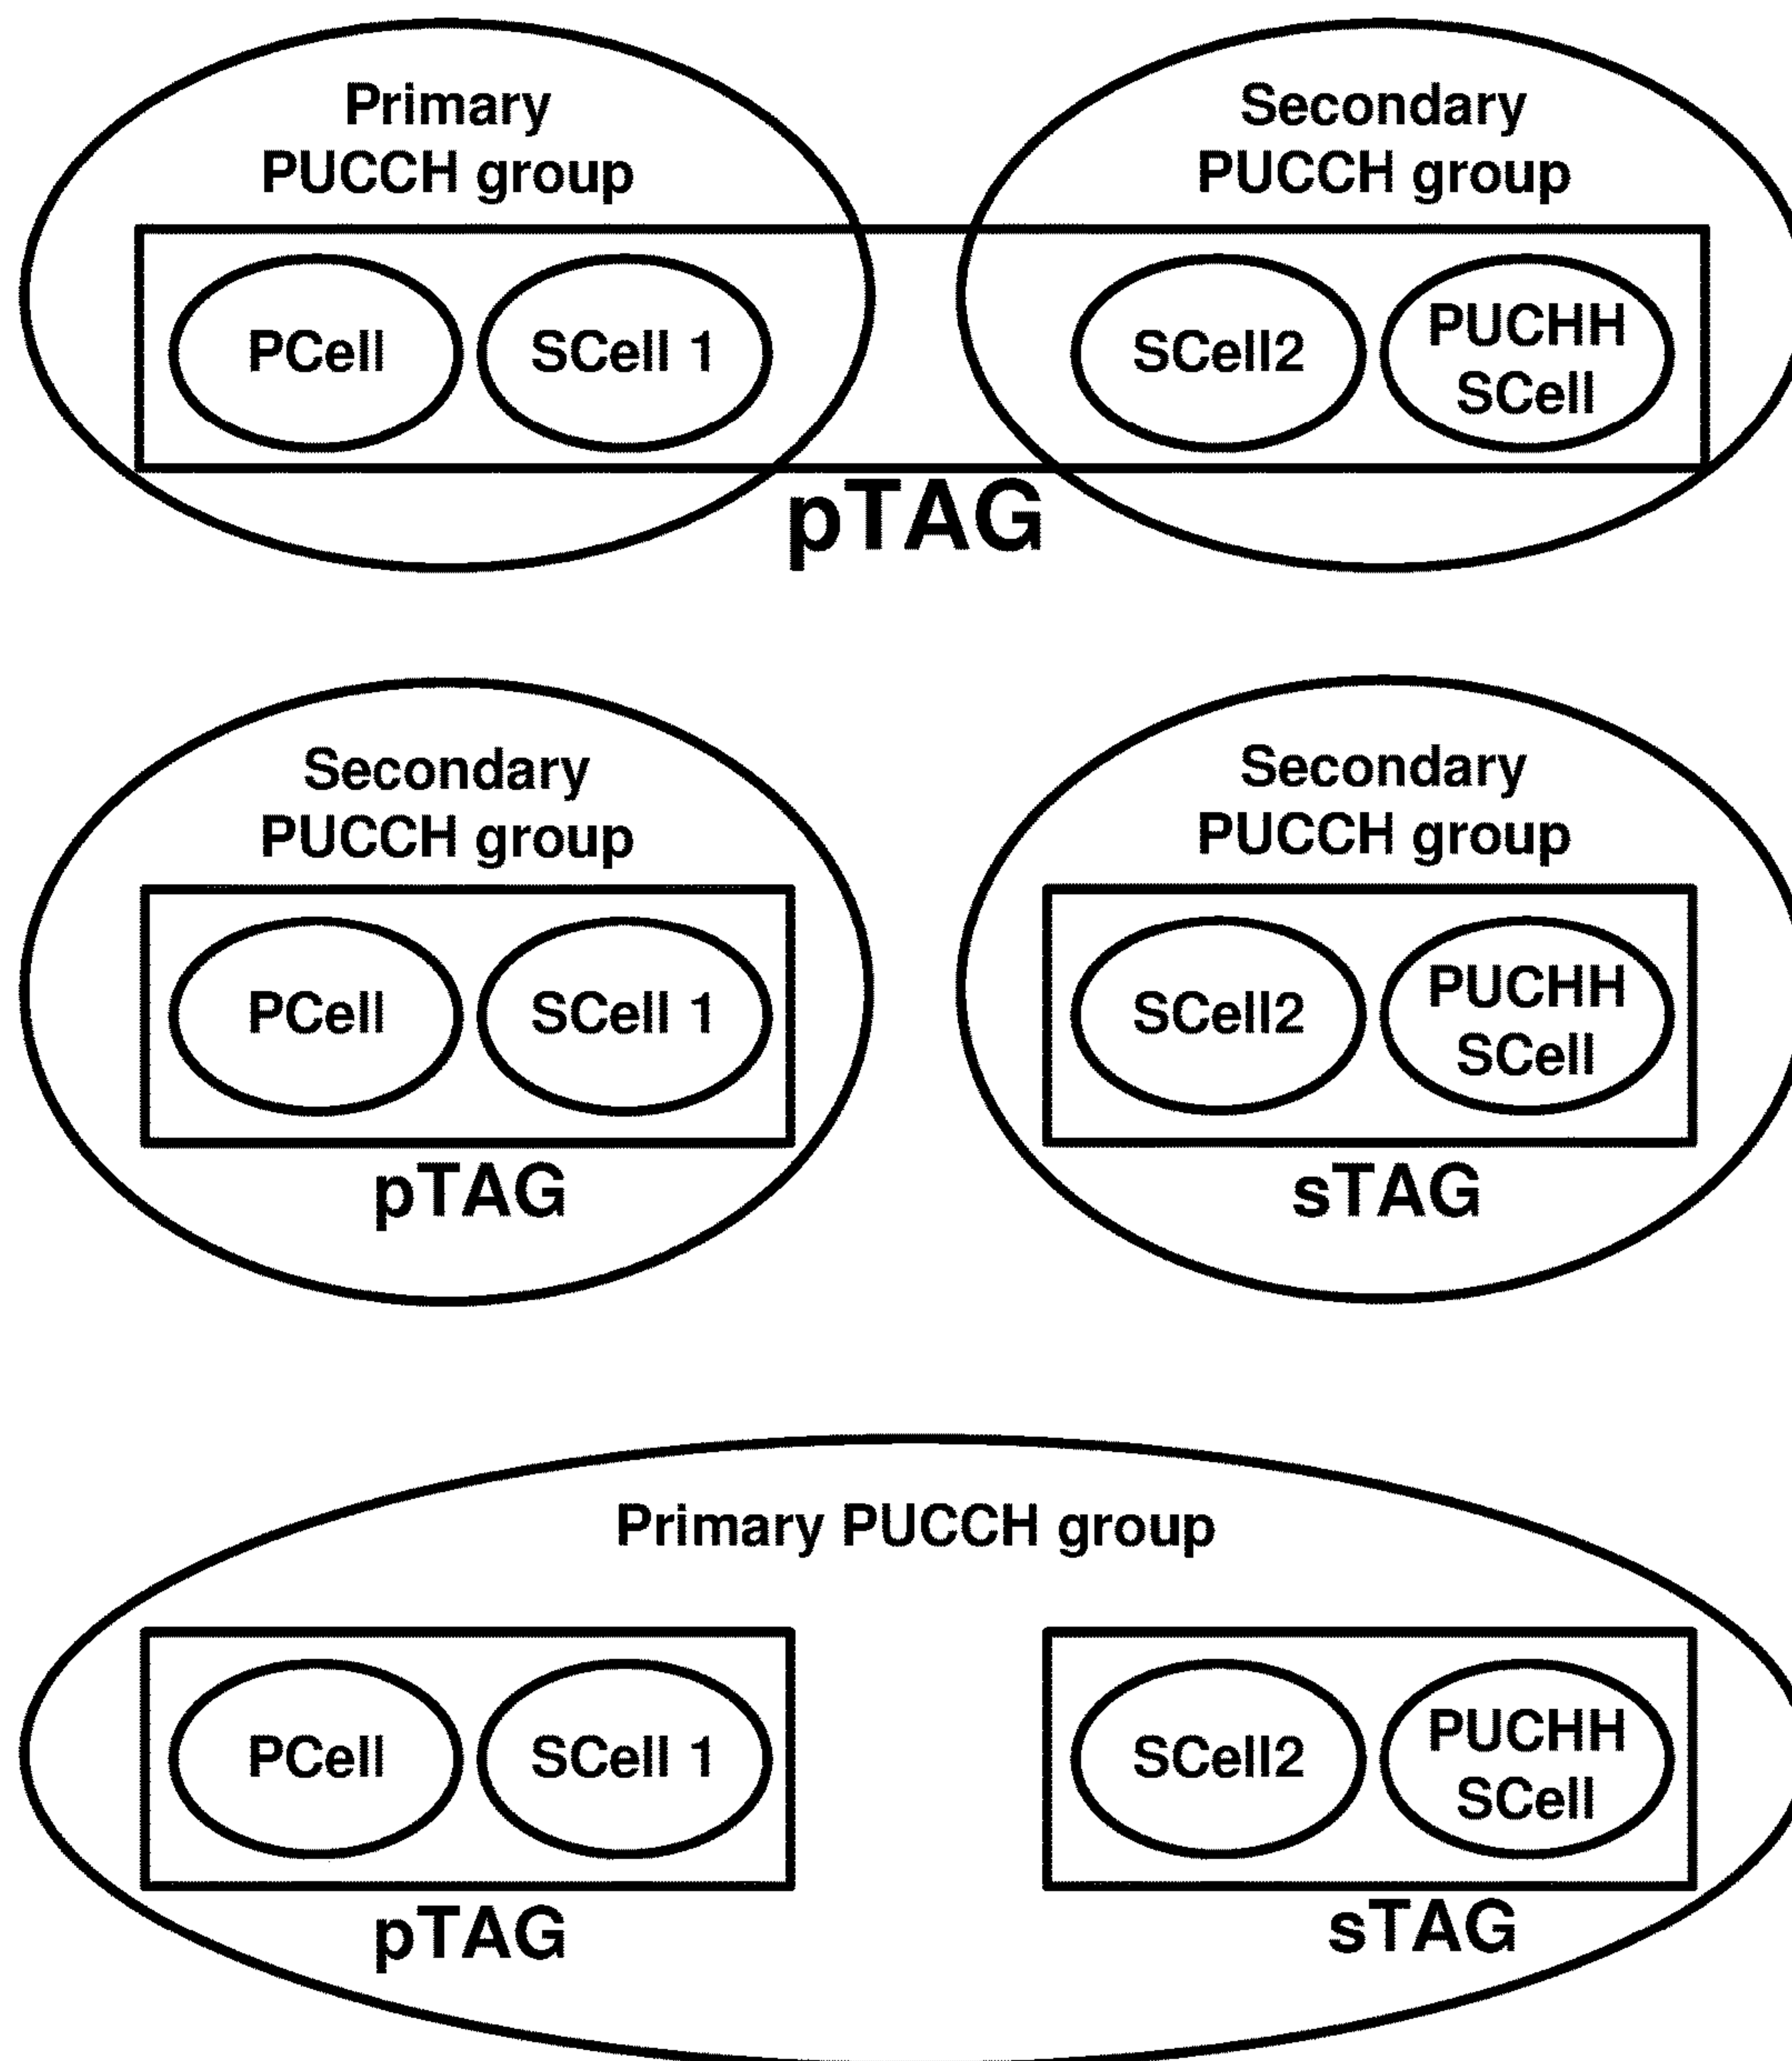 Primary
PUCCH group
Secondary
PUCCH group
PCell
SCell 1
SCell2
PUCHH
SCell
pTAG
Secondary
PUCCH group
Secondary
PUCCH group
PCell
SCell 1
SCell2
PUCHH
SCell
pTAG
sTAG
Primary PUCCH group
PCell
SCell 1
SCell2
PUCHH
SCell
pTAG
sTAG